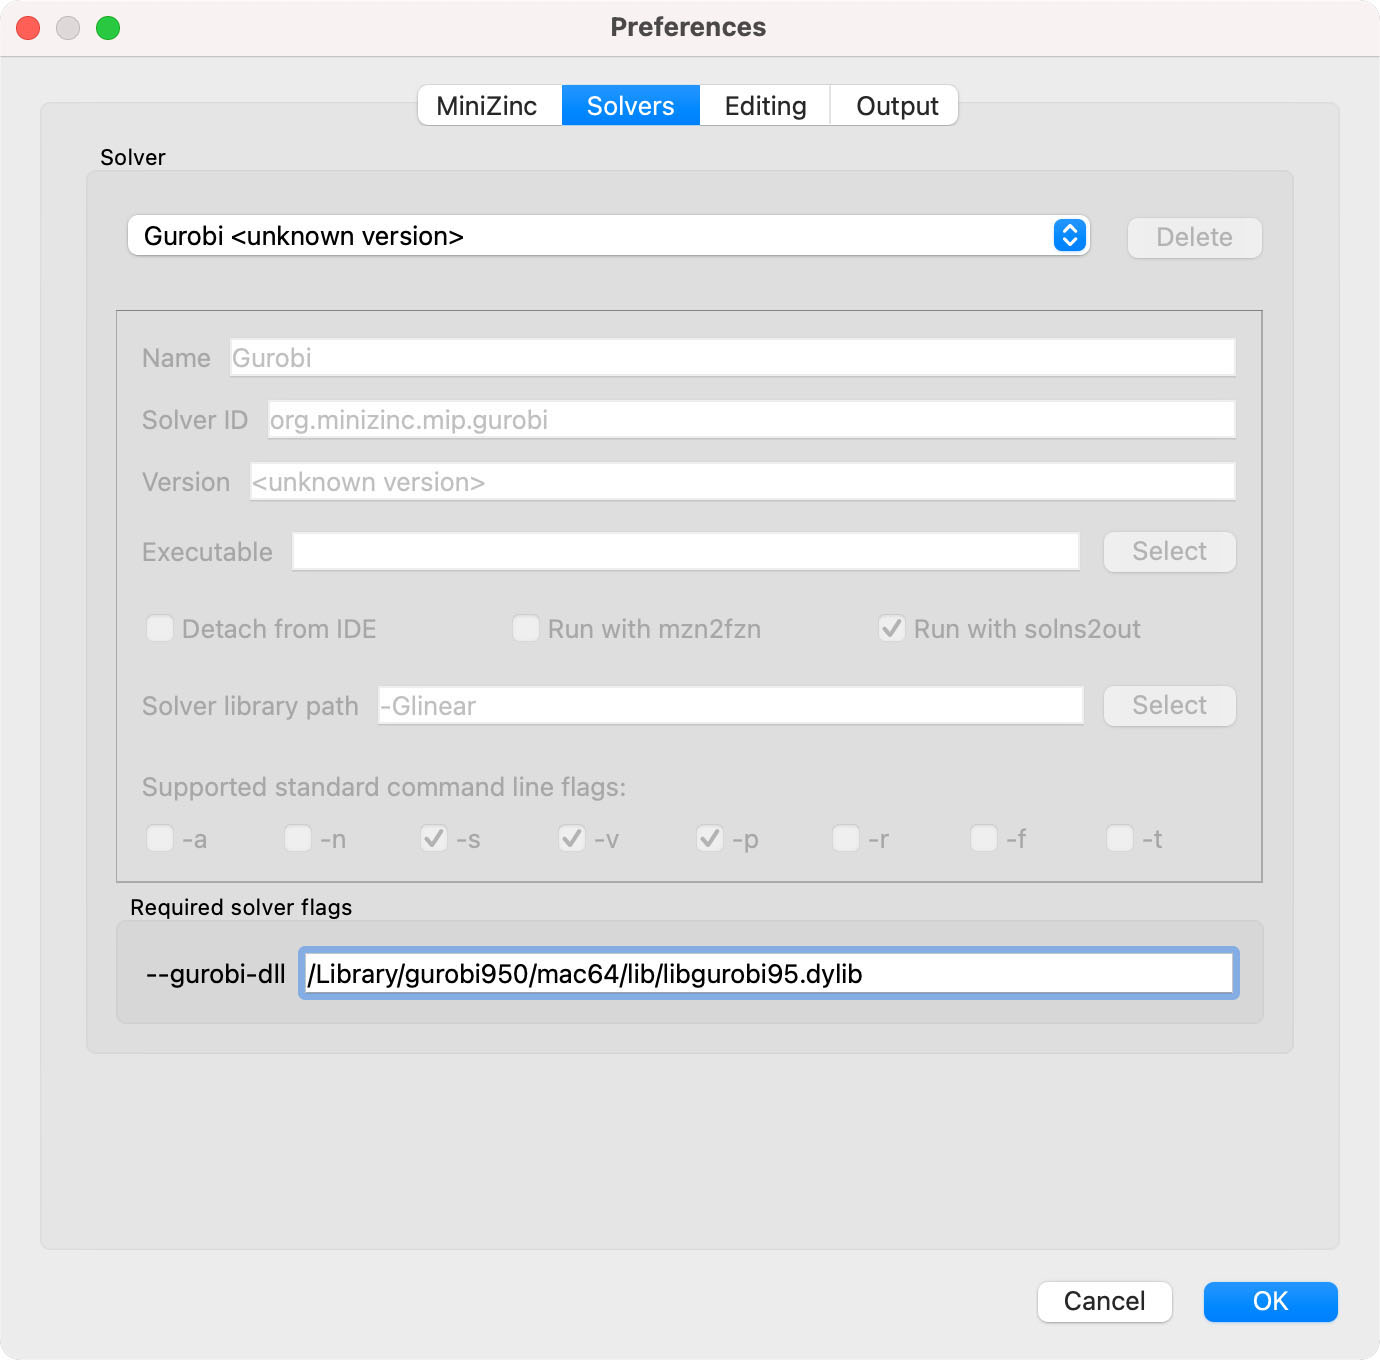 Preferences
MiniZinc Solvers Editing Output
Solver
Gurobi <unknown version> Delete
Name Gurobi
Solver ID org.minizinc.mip.gurobi
Version <unknown version>
Executable Select
Detach from IDE Run with mzn2fzn Run with solns2out
Solver library path -Glinear Select
Supported standard command line flags:
-a -n -s -v -p -r -f -t
Required solver flags
--gurobi-dll /Library/gurobi950/mac64/lib/libgurobi95.dylib
Cancel OK